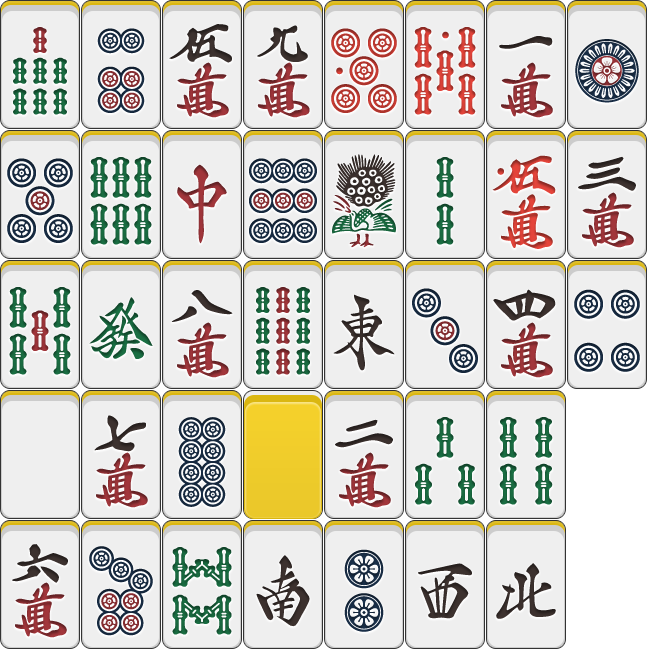 伍萬 九萬 一萬
中 伍萬 三萬
發 八萬 東 四萬
七萬 二萬
六萬 南 西 北